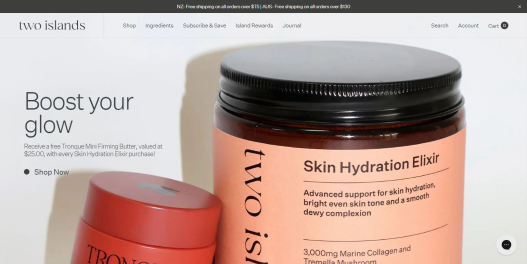 NZ- Free shipping on all orders over $75 | AUS- Free shipping on all orders over $100
two islands
Shop
Ingredients
Subscribe & Save
Island Rewards
Journal
Search
Account
Cart
0
Boost your
glow
Receive a free Tronque Mini Firming Butter, valued at
$25.00, with every Skin Hydration Elixir purchase!
Shop Now
TRONQUE
two isl
Skin Hydration Elixir
Advanced support for skin hydration,
bright even skin tone and a smooth
dewy complexion
3,000mg Marine Collagen and
Tremella Mushroom